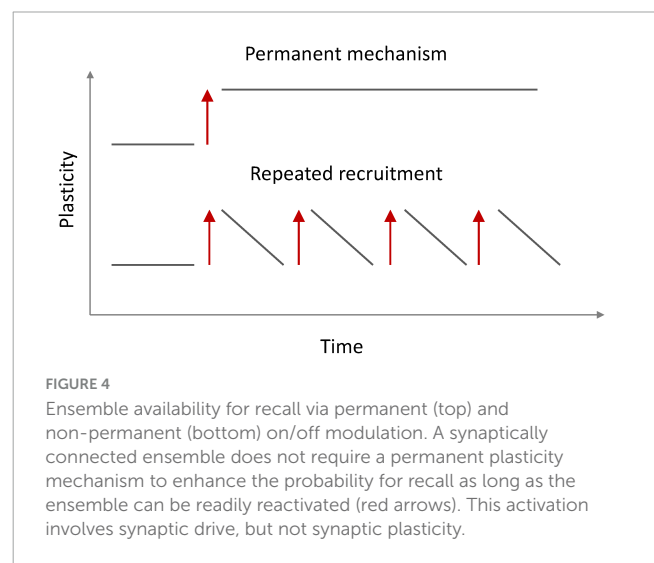 Permanent mechanism
Plasticity
Repeated recruitment
Time
FIGURE 4
Ensemble availability for recall via permanent (top) and
non-permanent (bottom) on/off modulation. A synaptically
connected ensemble does not require a permanent plasticity
mechanism to enhance the probability for recall as long as the
ensemble can be readily reactivated (red arrows). This activation
involves synaptic drive, but not synaptic plasticity.